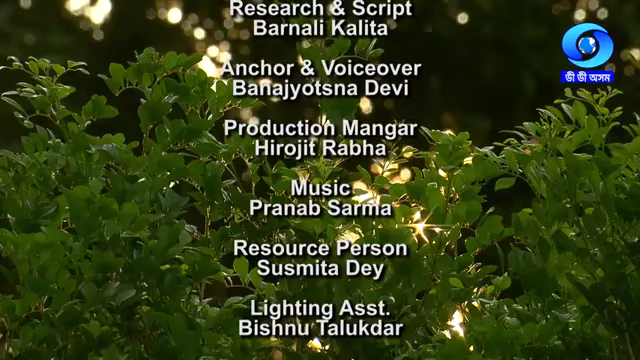 Research & Script
Barnali Kalita
ডী ডী অসম
Anchor & Voiceover
Banajyotsna Devi
Production Mangar
Hirojit Rabha
Music
Pranab Sarma
Resource Person
Susmita Dey
Lighting Asst.
Bishnu Talukdar